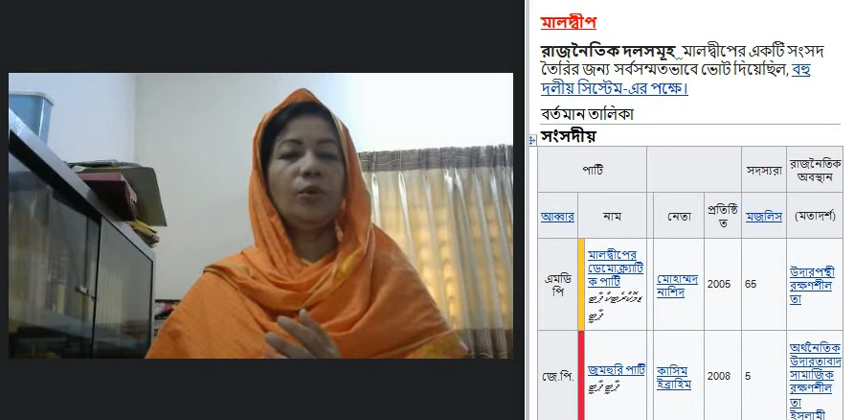 মালদ্বীপ
রাজনৈতিক দলসমূহ মালদ্বীপের একটি সংসদ
তৈরির জন্য সর্বসম্মতভাবে ভোট দিয়েছিল, বহু
দলীয় সিস্টেম-এর পক্ষে।
বর্তমান তালিকা
সংসদীয়
পার্টি সদস্যরা রাজনৈতিক
অবস্থান
আব্বার নাম নেতা প্রতিষ্ঠি
ত মজলিস (মতাদর্শ)
এমডি
পি
মালদ্বীপের
ডেমোক্র্যাটি
ক পার্টি
মোহাম্মদ
নাশিদ
2005
65
উদারপন্থী
রক্ষণশীল
তা
জে.পি.
জুমহুরি পার্টি
কাসিম
ইব্রাহিম
2008
5
অর্থনৈতিক
উদারতাবাদ
সামাজিক
রক্ষণশীল
তা
ইসলামী